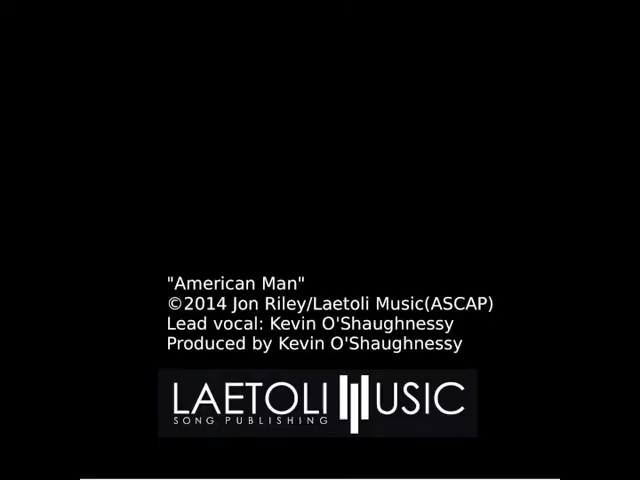 "American Man"
©2014 Jon Riley/Laetoli Music(ASCAP)
Lead vocal: Kevin O'Shaughnessy
Produced by Kevin O'Shaughnessy
LAETOLI MUSIC
SONG PUBLISHING